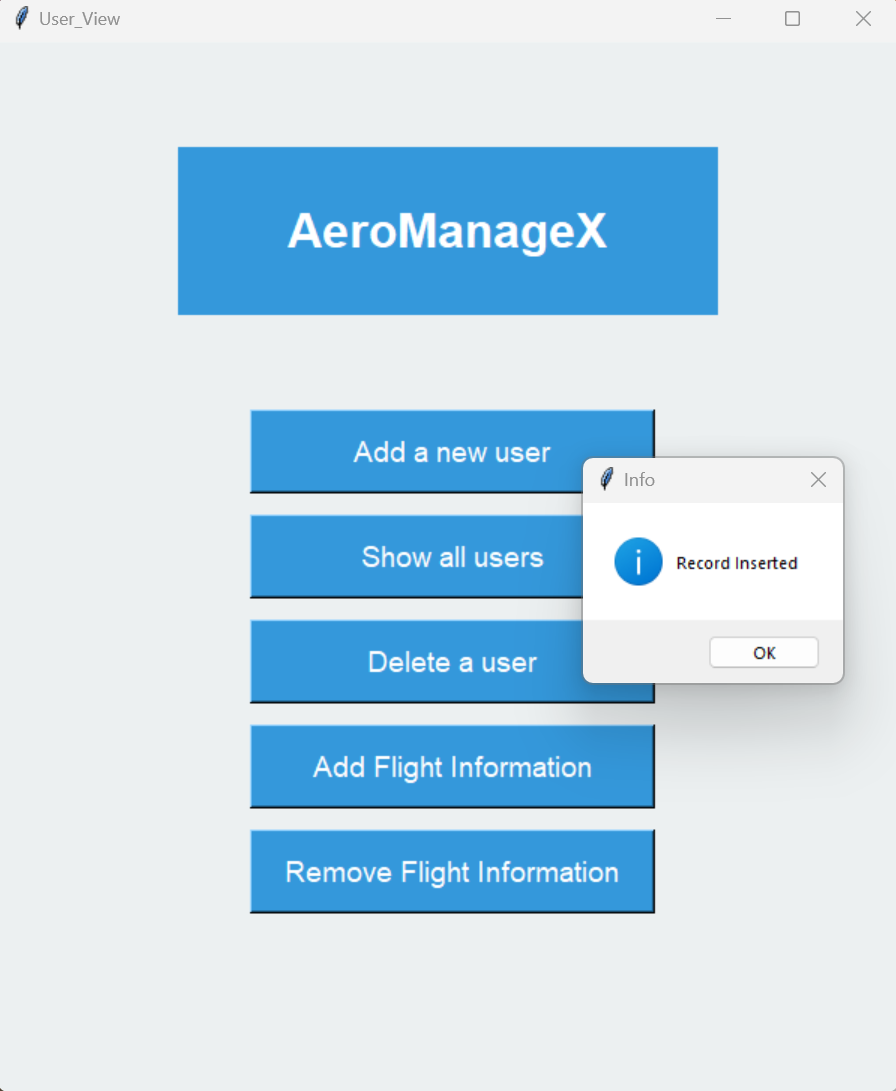 User_View
AeroManageX
Add a new user
Show all users
Delete a user
Add Flight Information
Remove Flight Information
Info
i
Record Inserted
OK